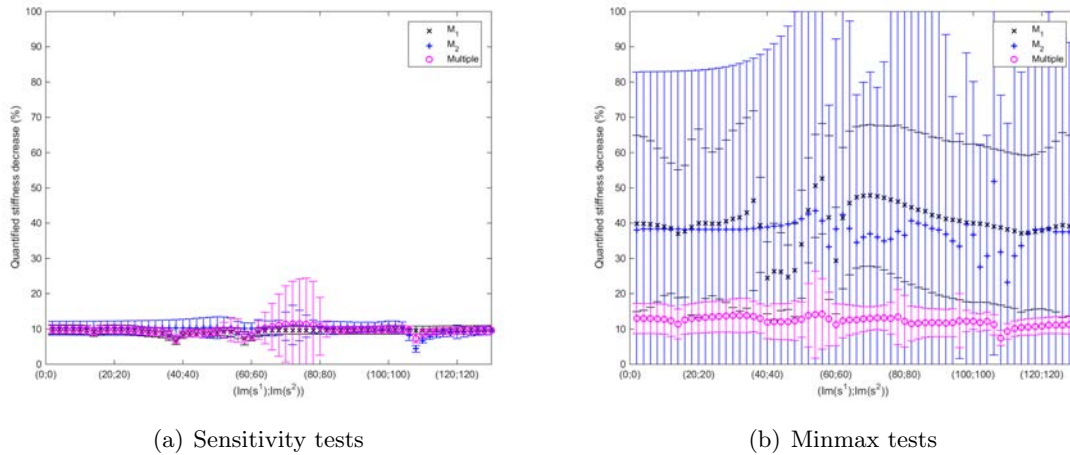 100
90
80
70
60
50
40
30
20
10
0
Quantified stiffness decrease (%)
M1
M2
Multiple
(0;0) (20;20) (40;40) (60;60) (80;80) (100;100) (120;120)
(Im(s¹);Im(s²))
100
90
80
70
60
50
40
30
20
10
0
Quantified stiffness decrease (%)
M1
M2
Multiple
(0;0) (20;20) (40;40) (60;60) (80;80) (100;100) (120;120)
(Im(s¹);Im(s²))
(a) Sensitivity tests
(b) Minmax tests